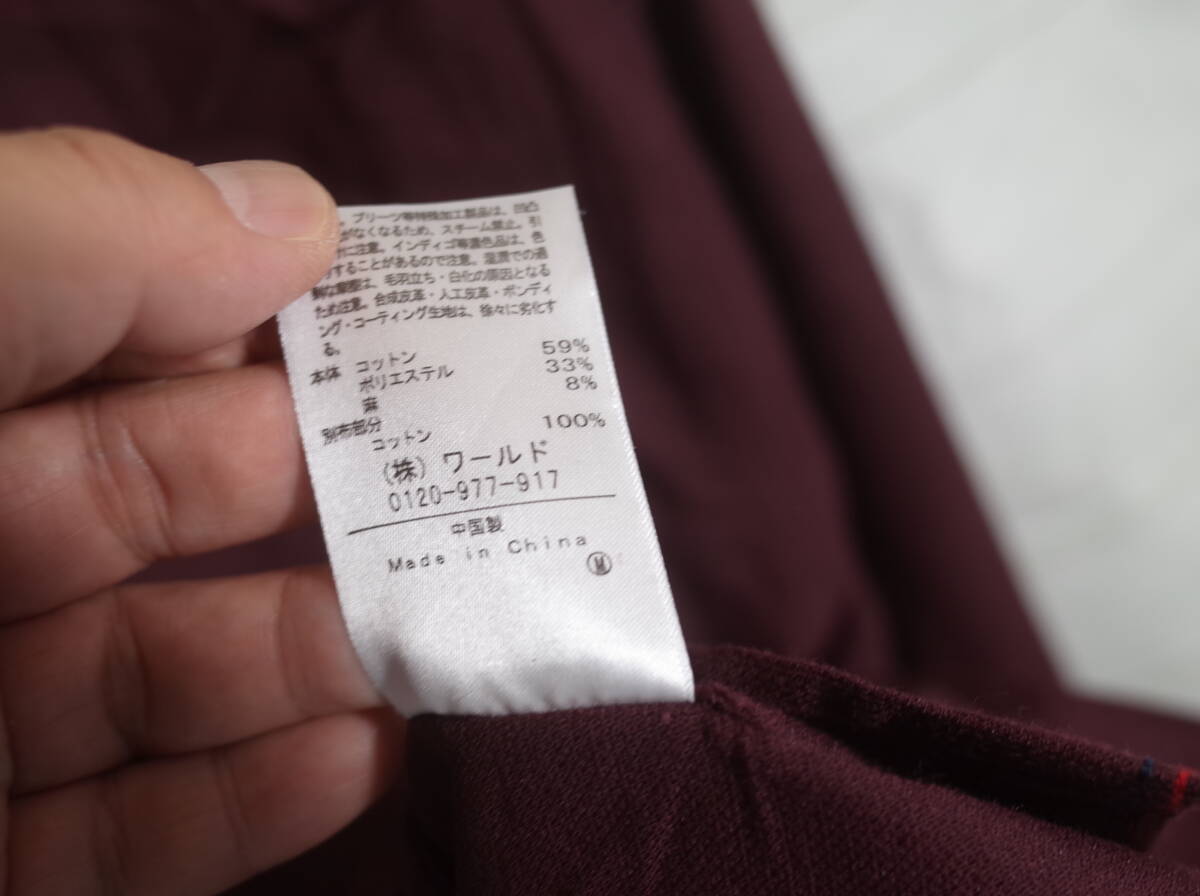 。プリーツ等特殊加工製品は、凹凸
がなくなるため、スチーム禁止。引
に注意。インディゴ等濃色品は、色
することがあるので注意。湿潤での過
な摩擦は、毛羽立ち・白化の原因となる
ため注意。合成皮革・人工皮革・ボンディ
ング・コーティング生地は、徐々に劣化す
る。
本体 コットン 59%
ポリエステル 33%
麻 8%
別布部分
コットン 100%
(株) ワールド
0120-977-917
中国製
Made in China
M